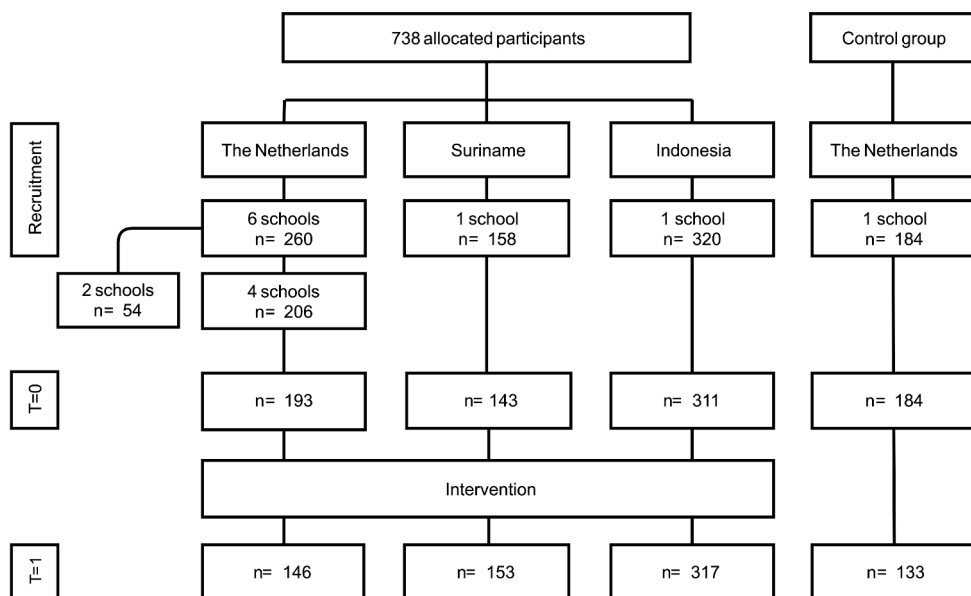 738 allocated participants
Control group
Recruitment
The Netherlands
Suriname
Indonesia
The Netherlands
6 schools
n= 260
1 school
n= 158
1 school
n= 320
1 school
n= 184
2 schools
n= 54
4 schools
n= 206
T=0
n= 193
n= 143
n= 311
n= 184
Intervention
T=1
n= 146
n= 153
n= 317
n= 133